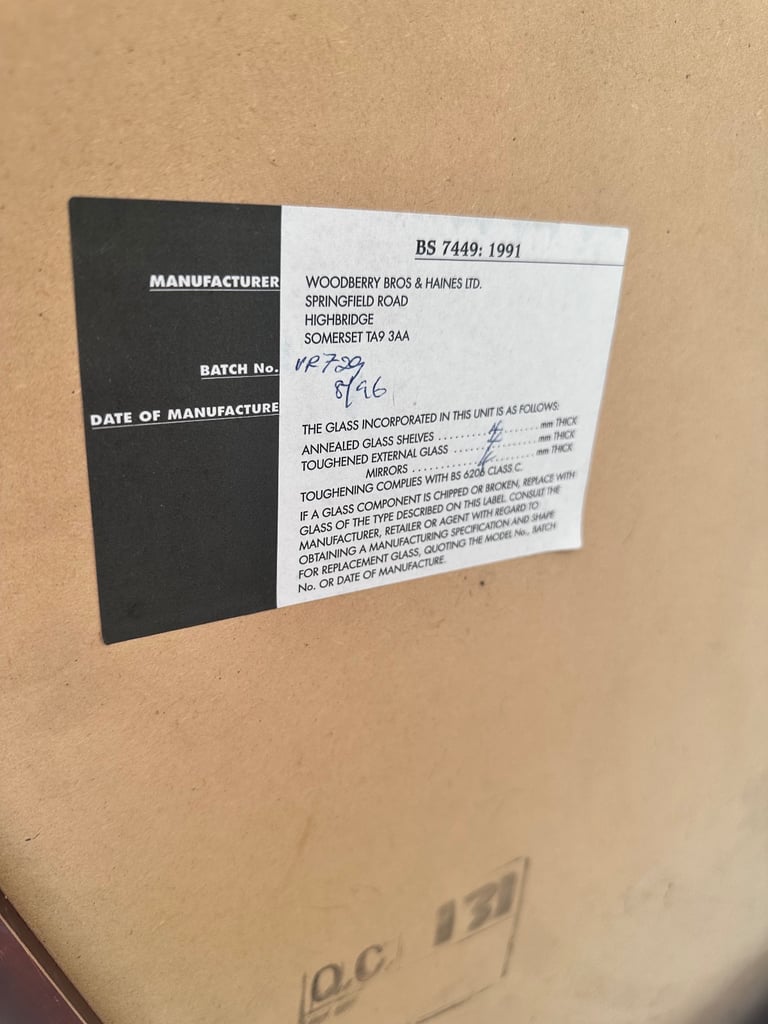 BS 7449: 1991
MANUFACTURER WOODBERRY BROS & HAINES LTD.
SPRINGFIELD ROAD
HIGHBRIDGE
SOMERSET TA9 3AA
BATCH No.
8/96
DATE OF MANUFACTURE
THE GLASS INCORPORATED IN THIS UNIT IS AS FOLLOWS:
ANNEALED GLASS SHELVES ........ 4 ........ mm THICK
TOUGHENED EXTERNAL GLASS ..... 4 ........ mm THICK
MIRRORS ................ mm THICK
TOUGHENING COMPLIES WITH BS 6206 CLASS C.
IF A GLASS COMPONENT IS CHIPPED OR BROKEN, REPLACE WITH
GLASS OF THE TYPE DESCRIBED ON THIS LABEL. CONSULT THE
MANUFACTURER, RETAILER OR AGENT WITH REGARD TO
OBTAINING A MANUFACTURING SPECIFICATION AND SHAPE
FOR REPLACEMENT GLASS, QUOTING THE MODEL No., BATCH
No. OR DATE OF MANUFACTURE.
Q.C. 131